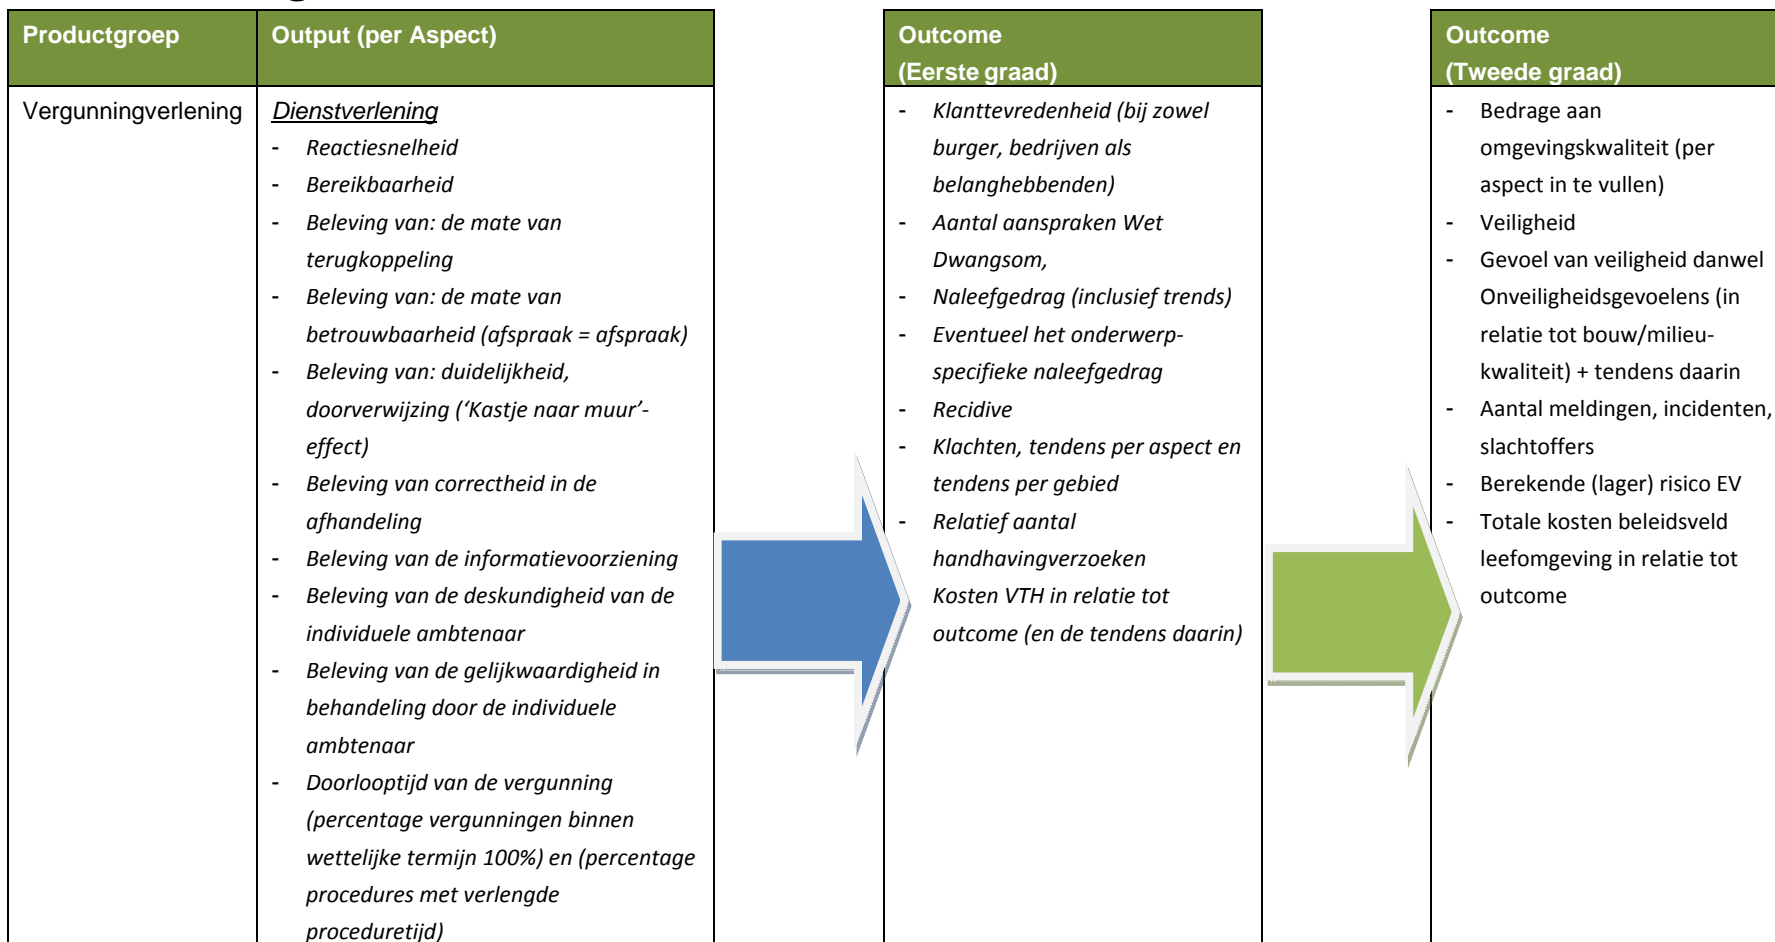 Productgroep
Output (per Aspect)
Vergunningverlening
Dienstverlening
- Reactiesnelheid
- Bereikbaarheid
- Beleving van: de mate van
terugkoppeling
- Beleving van: de mate van
betrouwbaarheid (afspraak = afspraak)
- Beleving van: duidelijkheid,
doorverwijzing (‘Kastje naar muur’-
effect)
- Beleving van correctheid in de
afhandeling
- Beleving van de informatievoorziening
- Beleving van de deskundigheid van de
individuele ambtenaar
- Beleving van de gelijkwaardigheid in
behandeling door de individuele
ambtenaar
- Doorlooptijd van de vergunning
(percentage vergunningen binnen
wettelijke termijn 100%) en (percentage
procedures met verlengde
proceduretijd)
Outcome
(Eerste graad)
- Klanttevredenheid (bij zowel
burger, bedrijven als
belanghebbenden)
- Aantal aanspraken Wet
Dwangsom,
- Naleefgedrag (inclusief trends)
- Eventueel het onderwerp-
specifieke naleefgedrag
- Recidive
- Klachten, tendens per aspect en
tendens per gebied
- Relatief aantal
handhavingverzoeken
Kosten VTH in relatie tot
outcome (en de tendens daarin)
Outcome
(Tweede graad)
- Bedrage aan
omgevingskwaliteit (per
aspect in te vullen)
- Veiligheid
- Gevoel van veiligheid danwel
Onveiligheidsgevoelens (in
relatie tot bouw/milieu-
kwaliteit) + tendens daarin
- Aantal meldingen, incidenten,
slachtoffers
- Berekende (lager) risico EV
- Totale kosten beleidsveld
leefomgeving in relatie tot
outcome